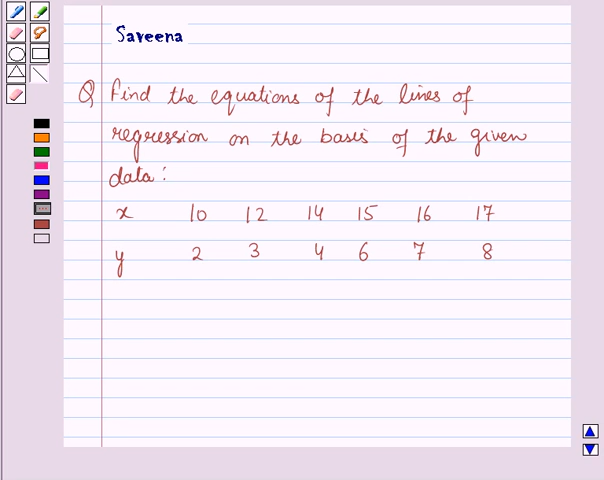 Saveena
Q Find the equations of the lines of
regression on the basis of the given
data:
x 10 12 14 15 16 17
y 2 3 4 6 7 8